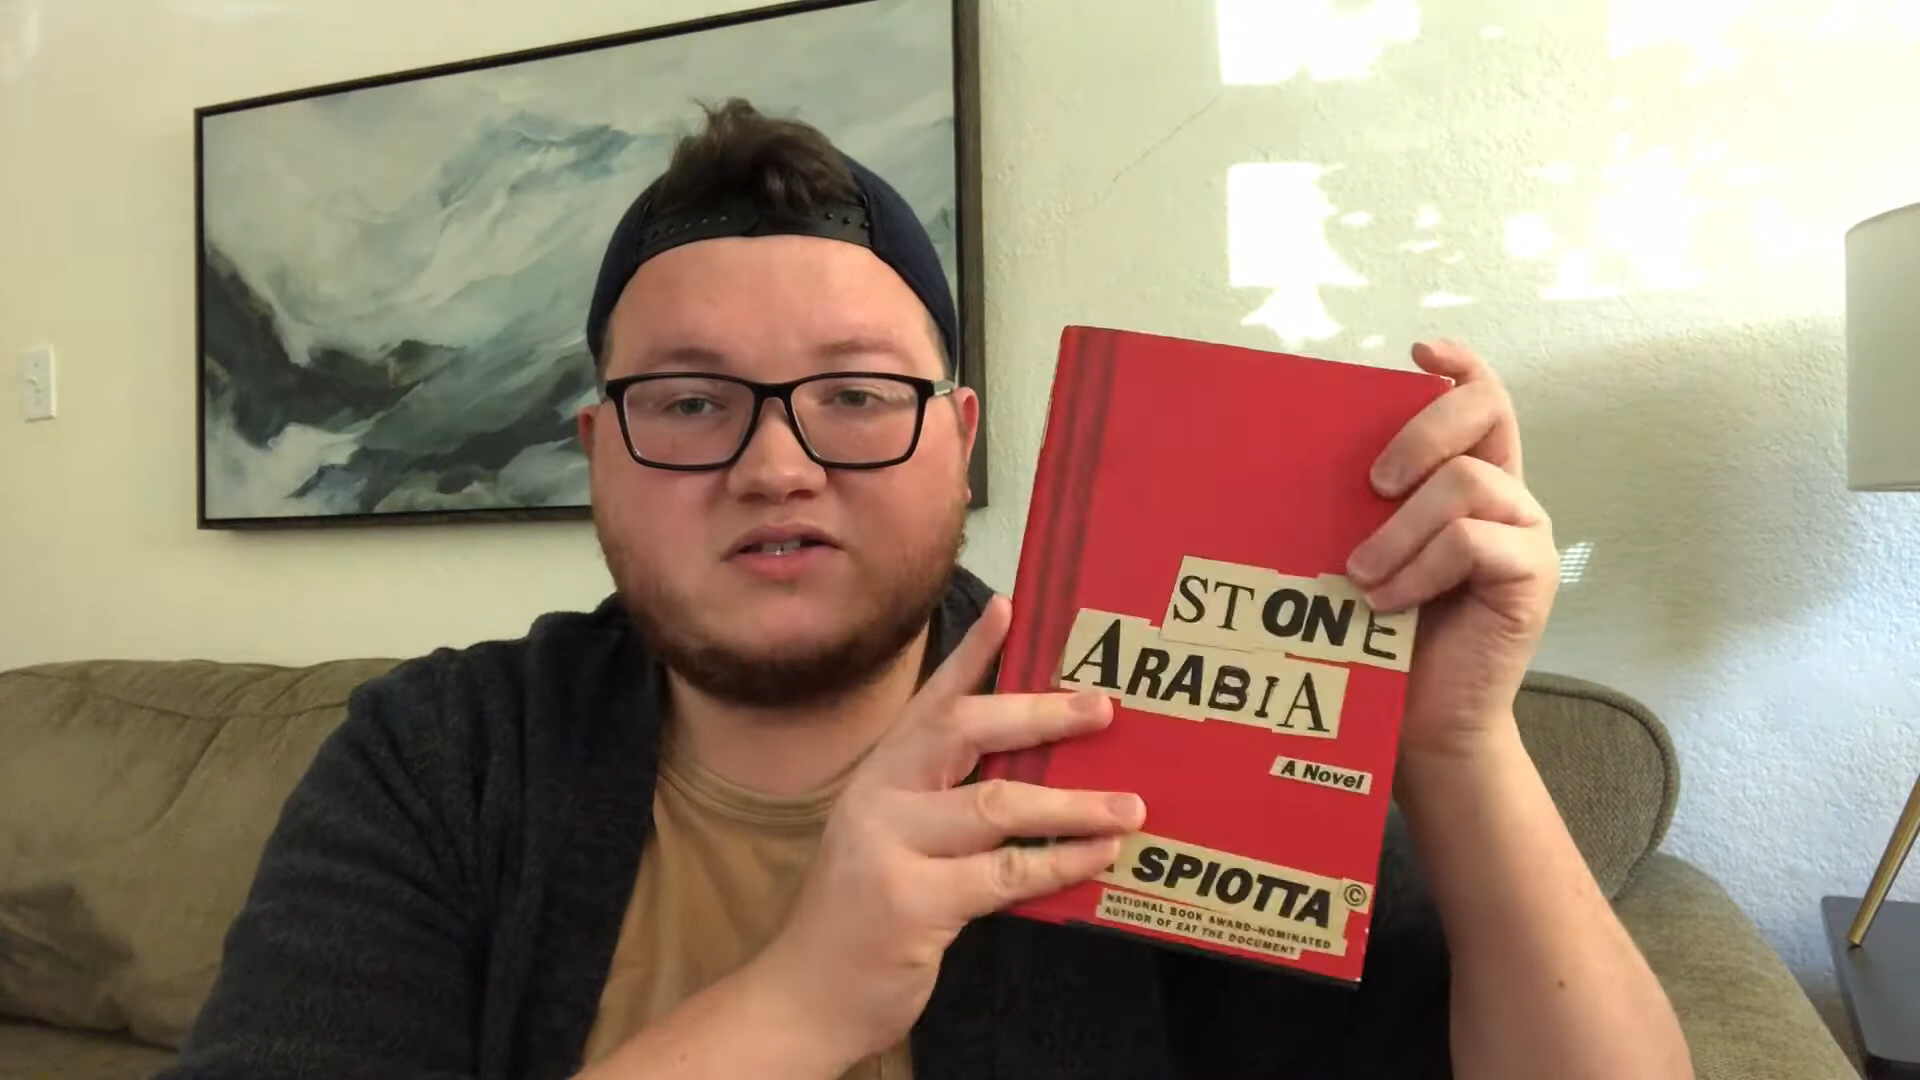 STONE
ARABIA
A Novel
SPIOTTA©
NATIONAL BOOK AWARD–NOMINATED
AUTHOR OF EAT THE DOCUMENT